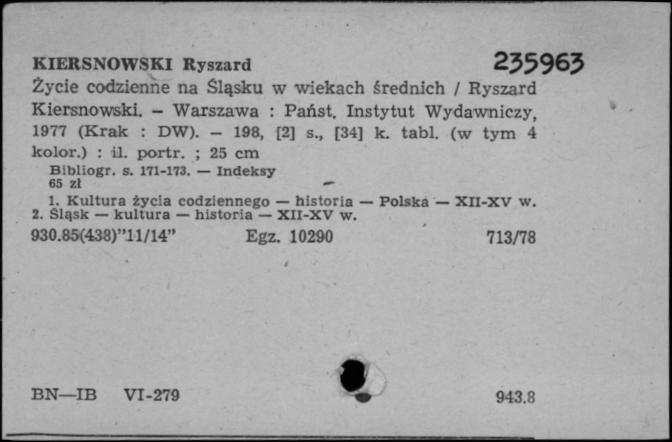 KIERSNOWSKI Ryszard 235963
Życie codzienne na Śląsku w wiekach średnich / Ryszard
Kiersnowski. – Warszawa : Państ. Instytut Wydawniczy,
1977 (Krak : DW). – 198, [2] s., [34] k. tabl. (w tym 4
kolor.) : il. portr. ; 25 cm
Bibliogr. s. 171-173. — Indeksy
65 zł
1. Kultura życia codziennego — historia — Polska — XII-XV w.
2. Śląsk — kultura — historia — XII-XV w.
930.85(438)"11/14" Egz. 10290 713/78
BN—IB VI-279 943.8